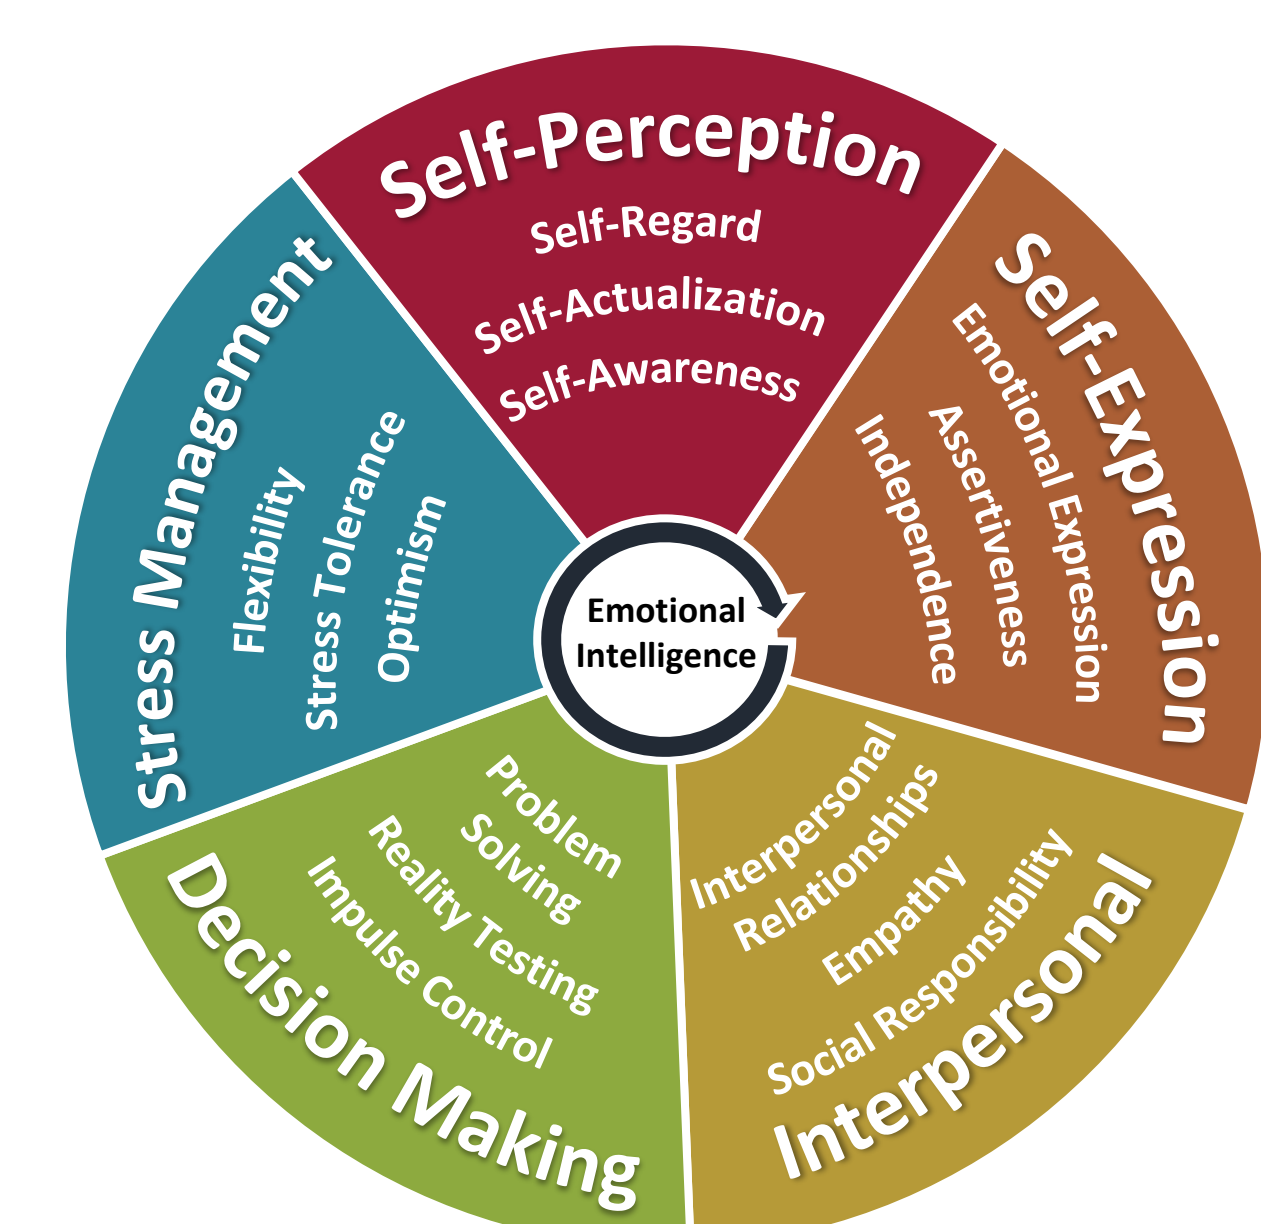 Self-Perception
Self-Regard
Self-Actualization
Self-Awareness
Self-Expression
Emotional Expression
Assertiveness
Independence
Interpersonal
Relationships
Empathy
Social Responsibility
Interpersonal
Problem
Solving
Reality Testing
Impulse Control
Decision Making
Stress Management
Flexibility
Stress Tolerance
Optimism
Emotional
Intelligence